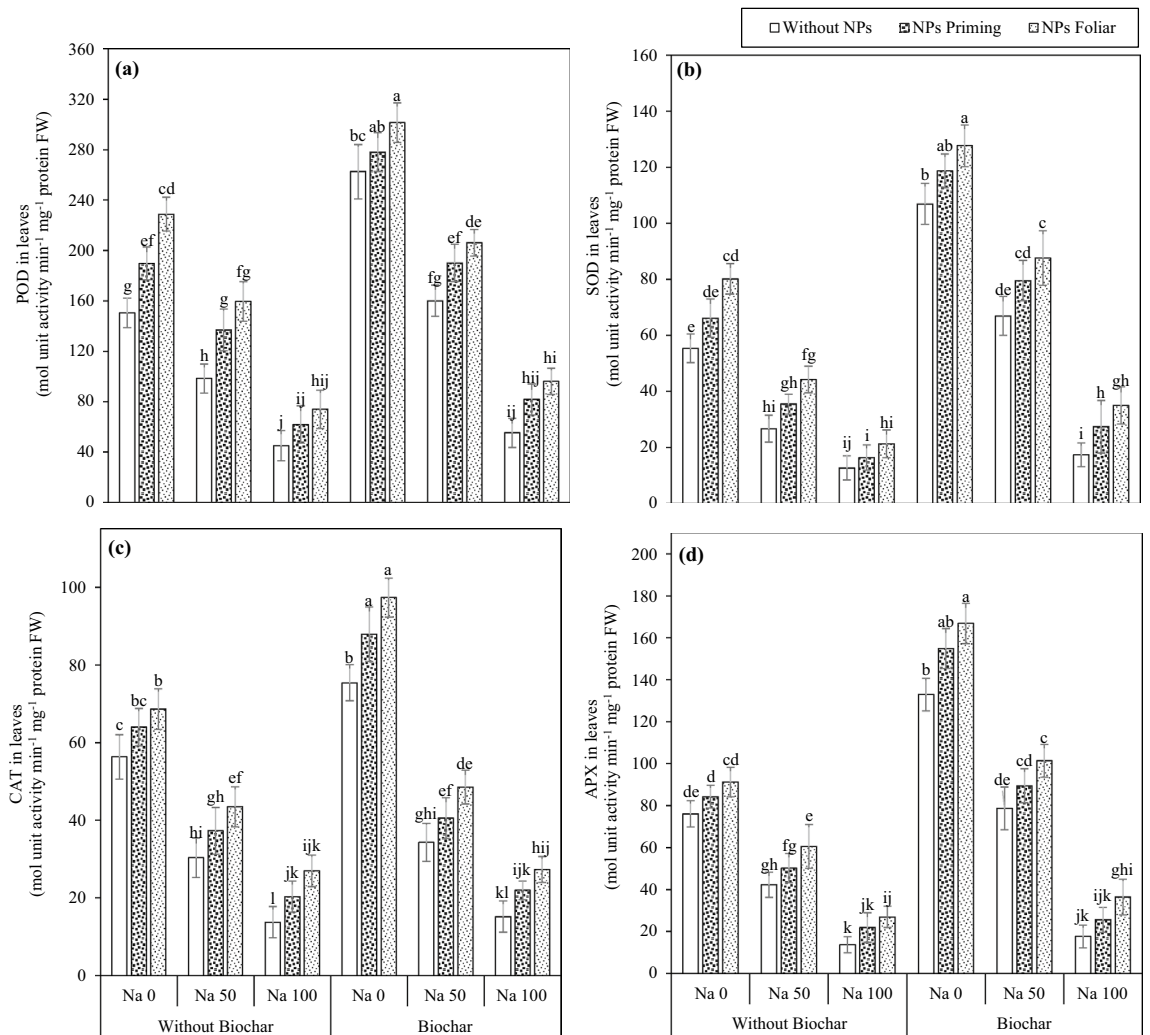 Without NPs NPs Priming NPs Foliar
(a)
POD in leaves
(mol unit activity min⁻¹ mg⁻¹ protein FW)
360
320
280
240
200
160
120
80
40
0
g ef cd h g fg j ij hij bc ab a fg ef de ij hij hi
(b)
SOD in leaves
(mol unit activity min⁻¹ mg⁻¹ protein FW)
160
140
120
100
80
60
40
20
0
e de cd hi gh fg ij i hi b ab a de cd c i h gh
(c)
CAT in leaves
(mol unit activity min⁻¹ mg⁻¹ protein FW)
100
80
60
40
20
0
c bc b hi gh ef l jk ijk b a a ghi ef de kl ijk hij
Na 0 Na 50 Na 100 Na 0 Na 50 Na 100
Without Biochar Biochar
(d)
APX in leaves
(mol unit activity min⁻¹ mg⁻¹ protein FW)
200
180
160
140
120
100
80
60
40
20
0
de d cd gh fg e k jk ij b ab a de cd c jk ijk ghi
Na 0 Na 50 Na 100 Na 0 Na 50 Na 100
Without Biochar Biochar